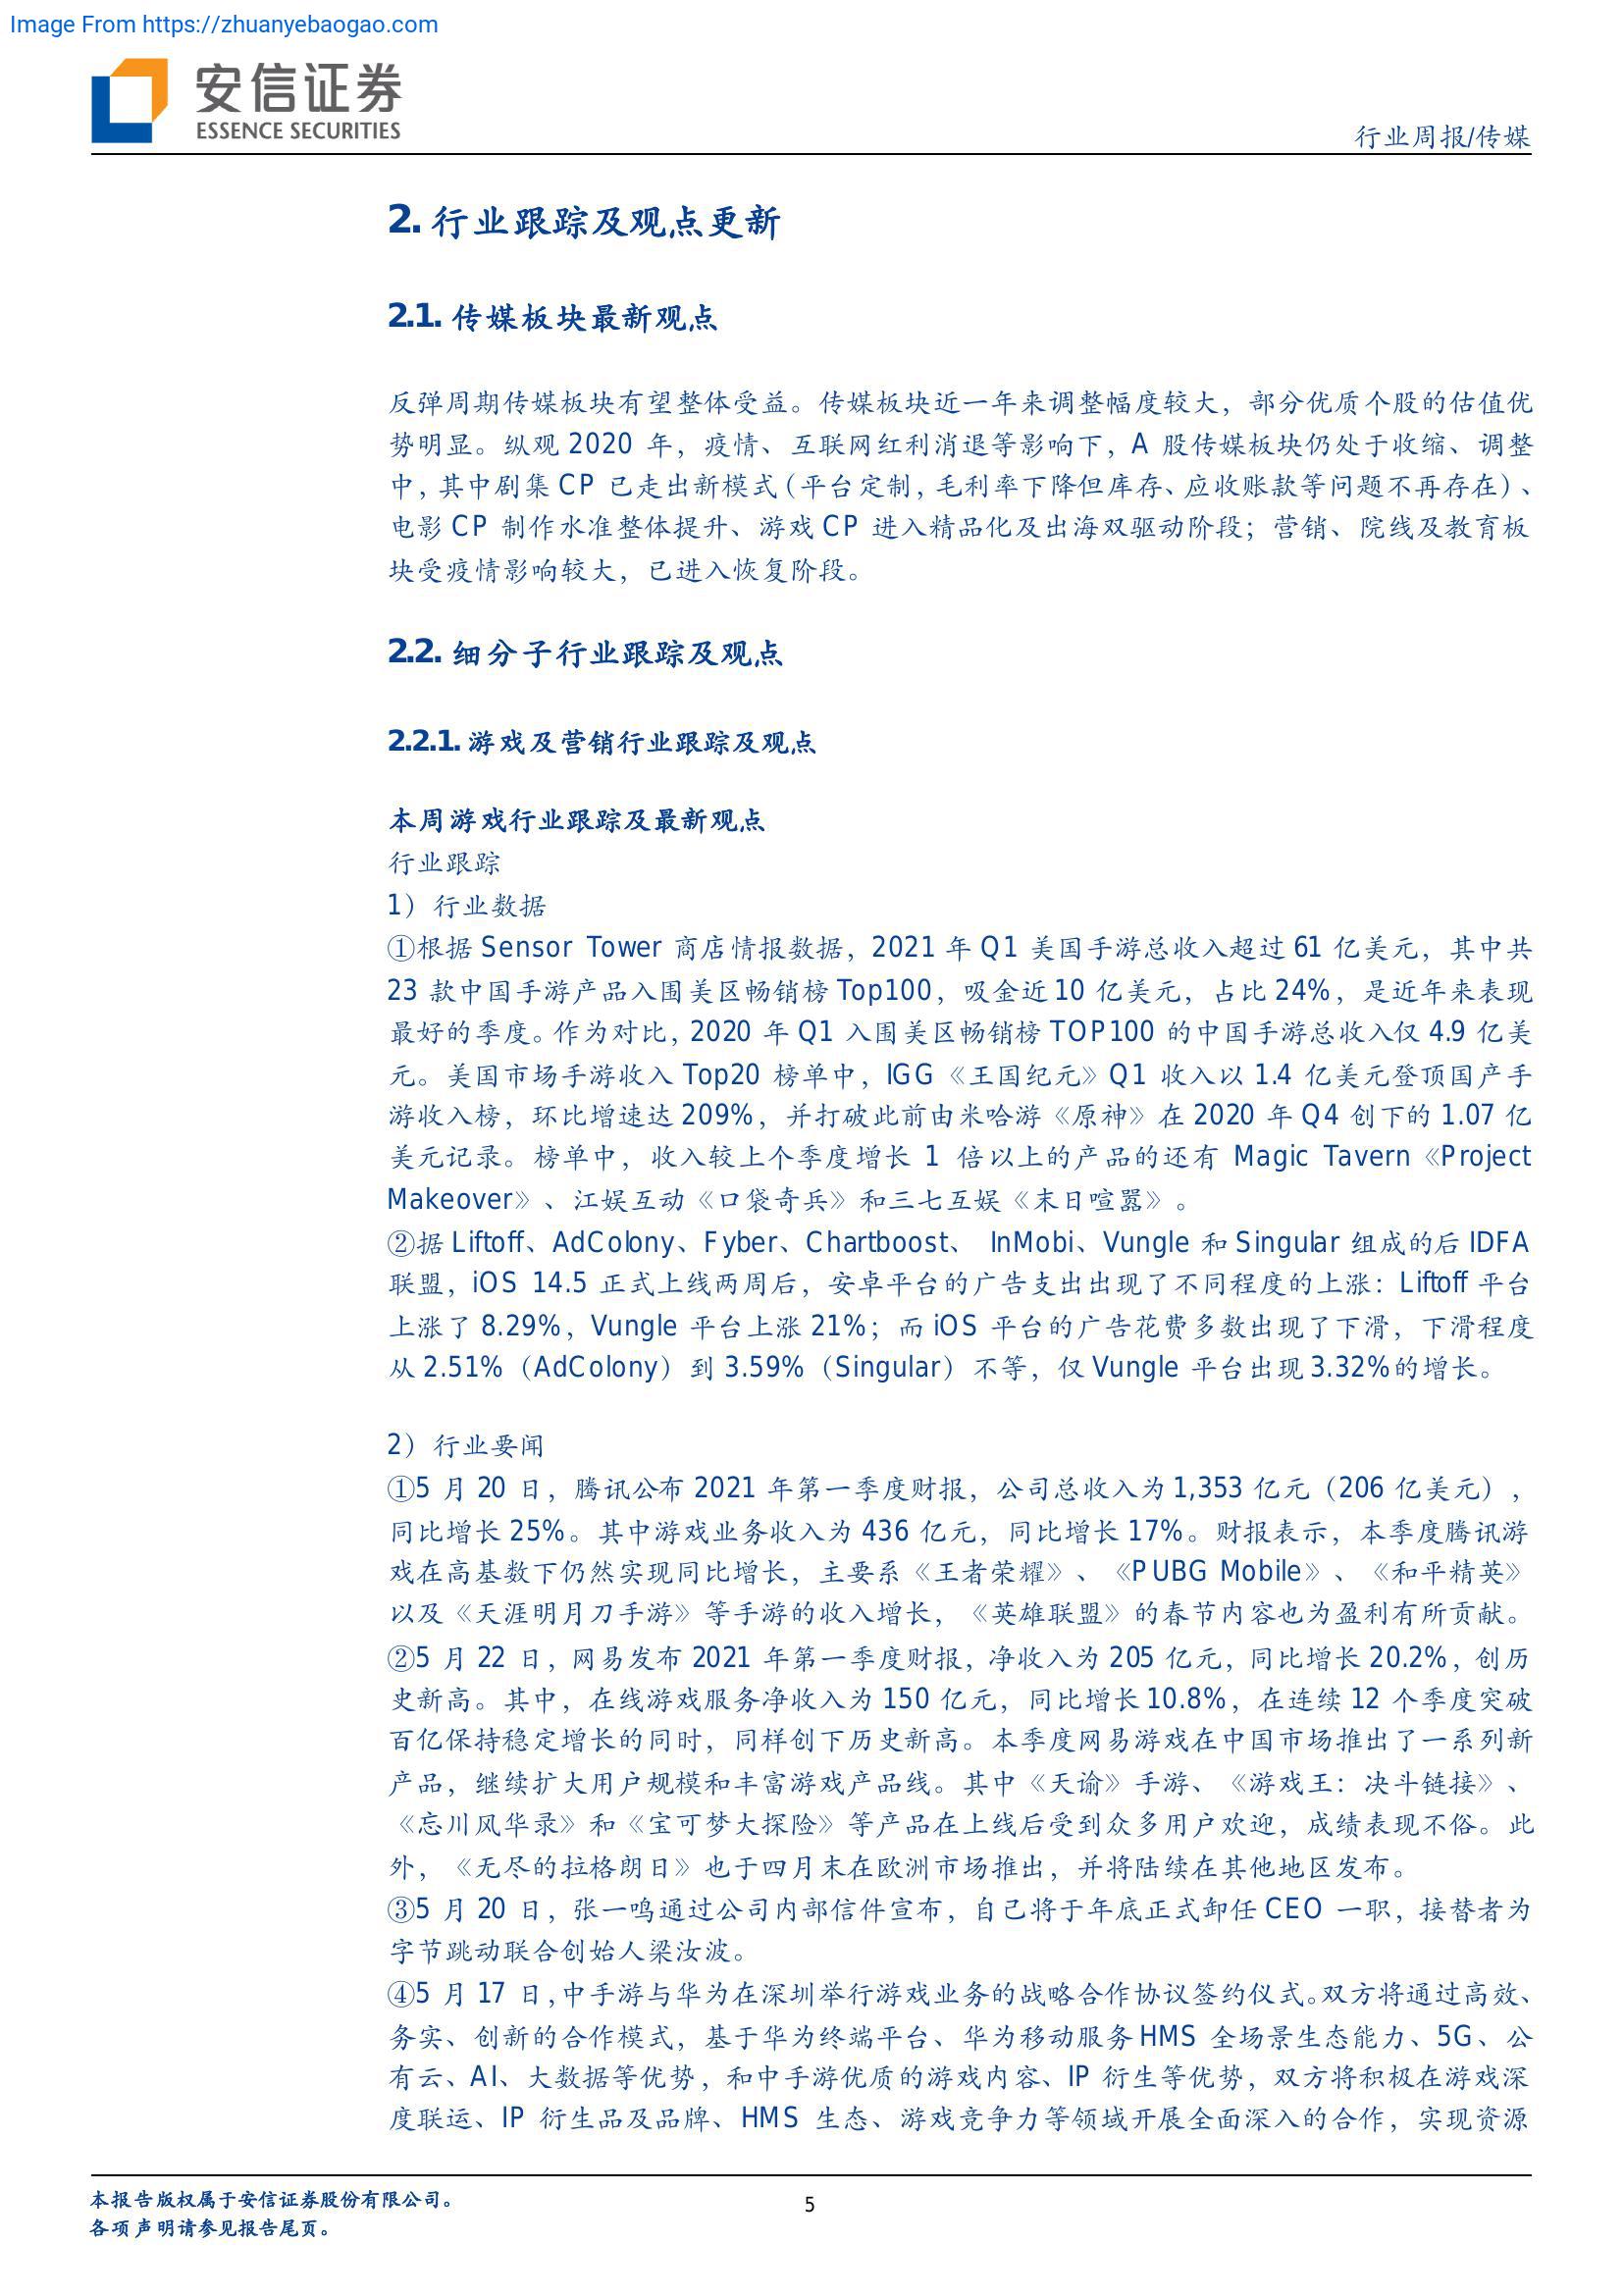 Image From https://zhuanyebaogao.com
安信证券
ESSENCE SECURITIES
行业周报/传媒
2. 行业跟踪及观点更新
2.1. 传媒板块最新观点
反弹周期传媒板块有望整体受益。传媒板块近一年来调整幅度较大，部分优质个股的估值优
势明显。纵观 2020 年，疫情、互联网红利消退等影响下，A 股传媒板块仍处于收缩、调整
中，其中剧集 CP 已走出新模式（平台定制，毛利率下降但库存、应收账款等问题不再存在）、
电影 CP 制作水准整体提升、游戏 CP 进入精品化及出海双驱动阶段；营销、院线及教育板
块受疫情影响较大，已进入恢复阶段。
2.2. 细分子行业跟踪及观点
2.2.1. 游戏及营销行业跟踪及观点
本周游戏行业跟踪及最新观点
行业跟踪
1）行业数据
①根据 Sensor Tower 商店情报数据，2021 年 Q1 美国手游总收入超过 61 亿美元，其中共
23 款中国手游产品入围美区畅销榜 Top100，吸金近 10 亿美元，占比 24%，是近年来表现
最好的季度。作为对比，2020 年 Q1 入围美区畅销榜 TOP100 的中国手游总收入仅 4.9 亿美
元。美国市场手游收入 Top20 榜单中，IGG《王国纪元》Q1 收入以 1.4 亿美元登顶国产手
游收入榜，环比增速达 209%，并打破此前由米哈游《原神》在 2020 年 Q4 创下的 1.07 亿
美元记录。榜单中，收入较上个季度增长 1 倍以上的产品的还有 Magic Tavern《Project
Makeover》、江娱互动《口袋奇兵》和三七互娱《末日喧嚣》。
②据 Liftoff、AdColony、Fyber、Chartboost、 InMobi、Vungle 和 Singular 组成的后 IDFA
联盟，iOS 14.5 正式上线两周后，安卓平台的广告支出出现了不同程度的上涨：Liftoff 平台
上涨了 8.29%，Vungle 平台上涨 21%；而 iOS 平台的广告花费多数出现了下滑，下滑程度
从 2.51%（AdColony）到 3.59%（Singular）不等，仅 Vungle 平台出现 3.32%的增长。
2）行业要闻
①5 月 20 日，腾讯公布 2021 年第一季度财报，公司总收入为 1,353 亿元（206 亿美元），
同比增长 25%。其中游戏业务收入为 436 亿元，同比增长 17%。财报表示，本季度腾讯游
戏在高基数下仍然实现同比增长，主要系《王者荣耀》、《PUBG Mobile》、《和平精英》
以及《天涯明月刀手游》等手游的收入增长，《英雄联盟》的春节内容也为盈利有所贡献。
②5 月 22 日，网易发布 2021 年第一季度财报，净收入为 205 亿元，同比增长 20.2%，创历
史新高。其中，在线游戏服务净收入为 150 亿元，同比增长 10.8%，在连续 12 个季度突破
百亿保持稳定增长的同时，同样创下历史新高。本季度网易游戏在中国市场推出了一系列新
产品，继续扩大用户规模和丰富游戏产品线。其中《天谕》手游、《游戏王：决斗链接》、
《忘川风华录》和《宝可梦大探险》等产品在上线后受到众多用户欢迎，成绩表现不俗。此
外，《无尽的拉格朗日》也于四月末在欧洲市场推出，并将陆续在其他地区发布。
③5 月 20 日，张一鸣通过公司内部信件宣布，自己将于年底正式卸任 CEO 一职，接替者为
字节跳动联合创始人梁汝波。
④5 月 17 日，中手游与华为在深圳举行游戏业务的战略合作协议签约仪式。双方将通过高效、
务实、创新的合作模式，基于华为终端平台、华为移动服务 HMS 全场景生态能力、5G、公
有云、AI、大数据等优势，和中手游优质的游戏内容、IP 衍生等优势，双方将积极在游戏深
度联运、IP 衍生品及品牌、HMS 生态、游戏竞争力等领域开展全面深入的合作，实现资源
本报告版权属于安信证券股份有限公司。
各项声明请参见报告尾页。
5